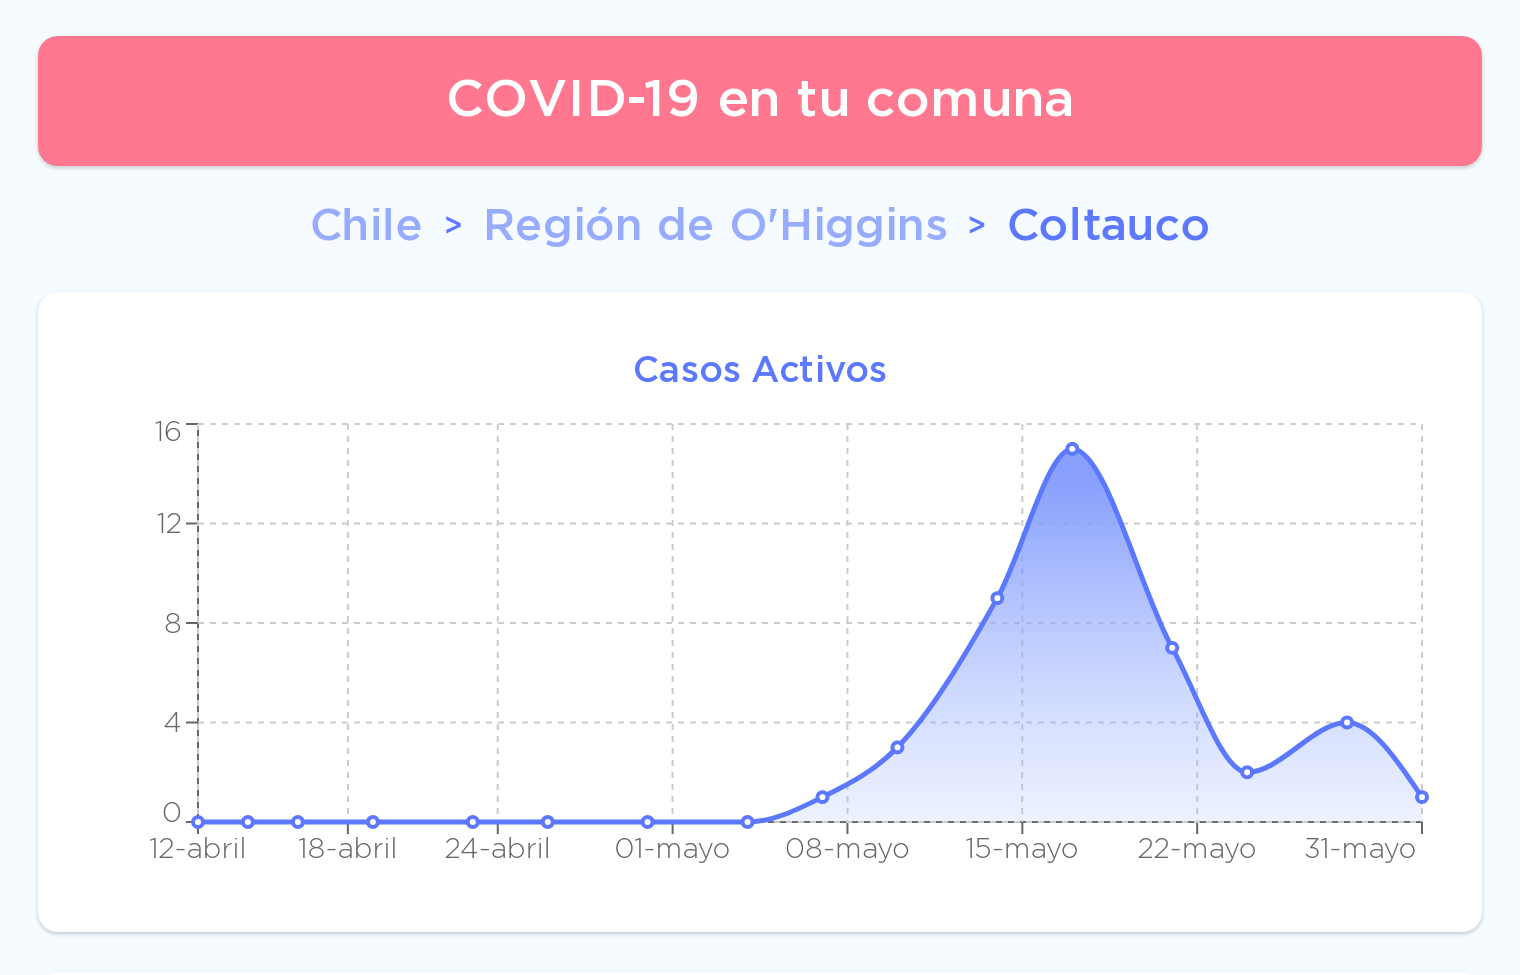 COVID-19 en tu comuna
Chile > Región de O'Higgins > Coltauco
Casos Activos
16
12
8
4
0
12-abril 18-abril 24-abril 01-mayo 08-mayo 15-mayo 22-mayo 31-mayo